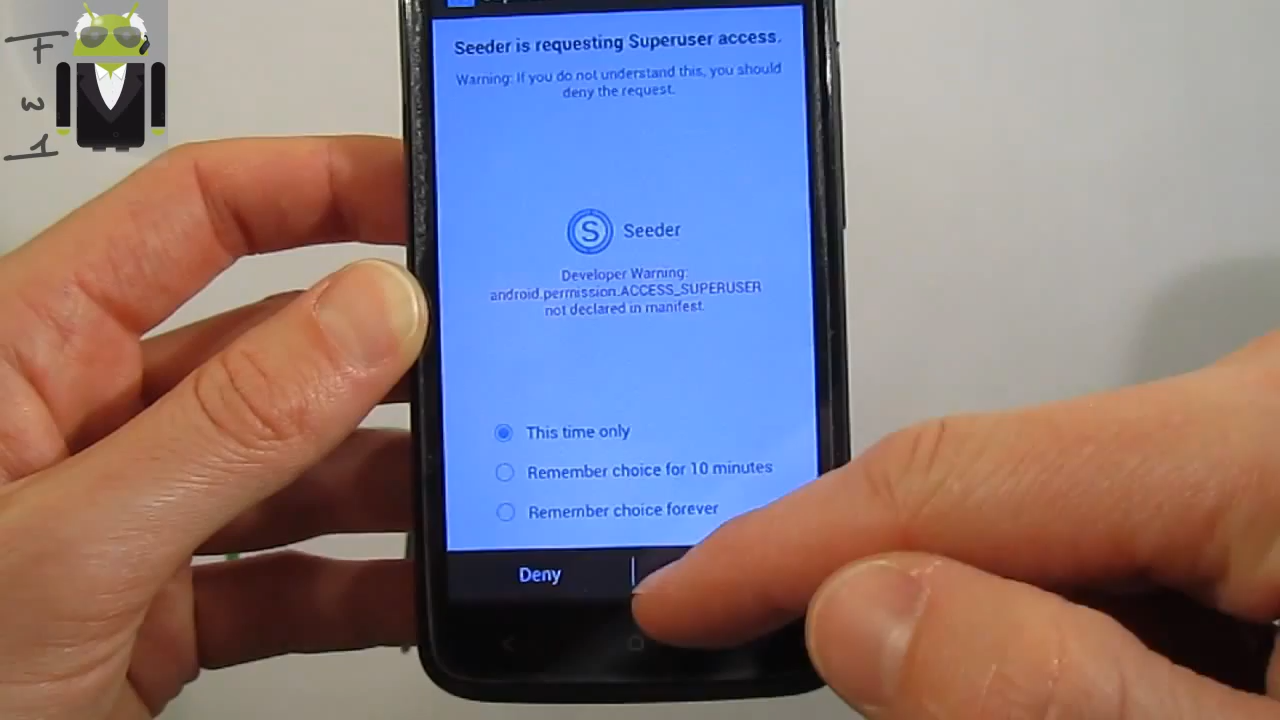 F
w
1
Seeder is requesting Superuser access.
Warning: If you do not understand this, you should
deny the request.
S
Seeder
Developer Warning:
android.permission.ACCESS_SUPERUSER
not declared in manifest.
This time only
Remember choice for 10 minutes
Remember choice forever
Deny